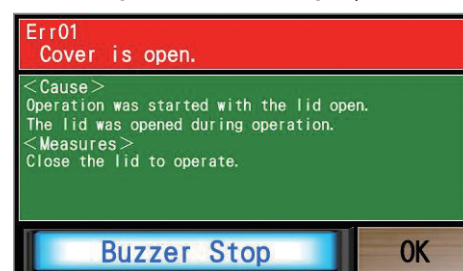 Err01
Cover is open.
<Cause>
Operation was started with the lid open.
The lid was opened during operation.
<Measures>
Close the lid to operate.
Buzzer Stop
OK